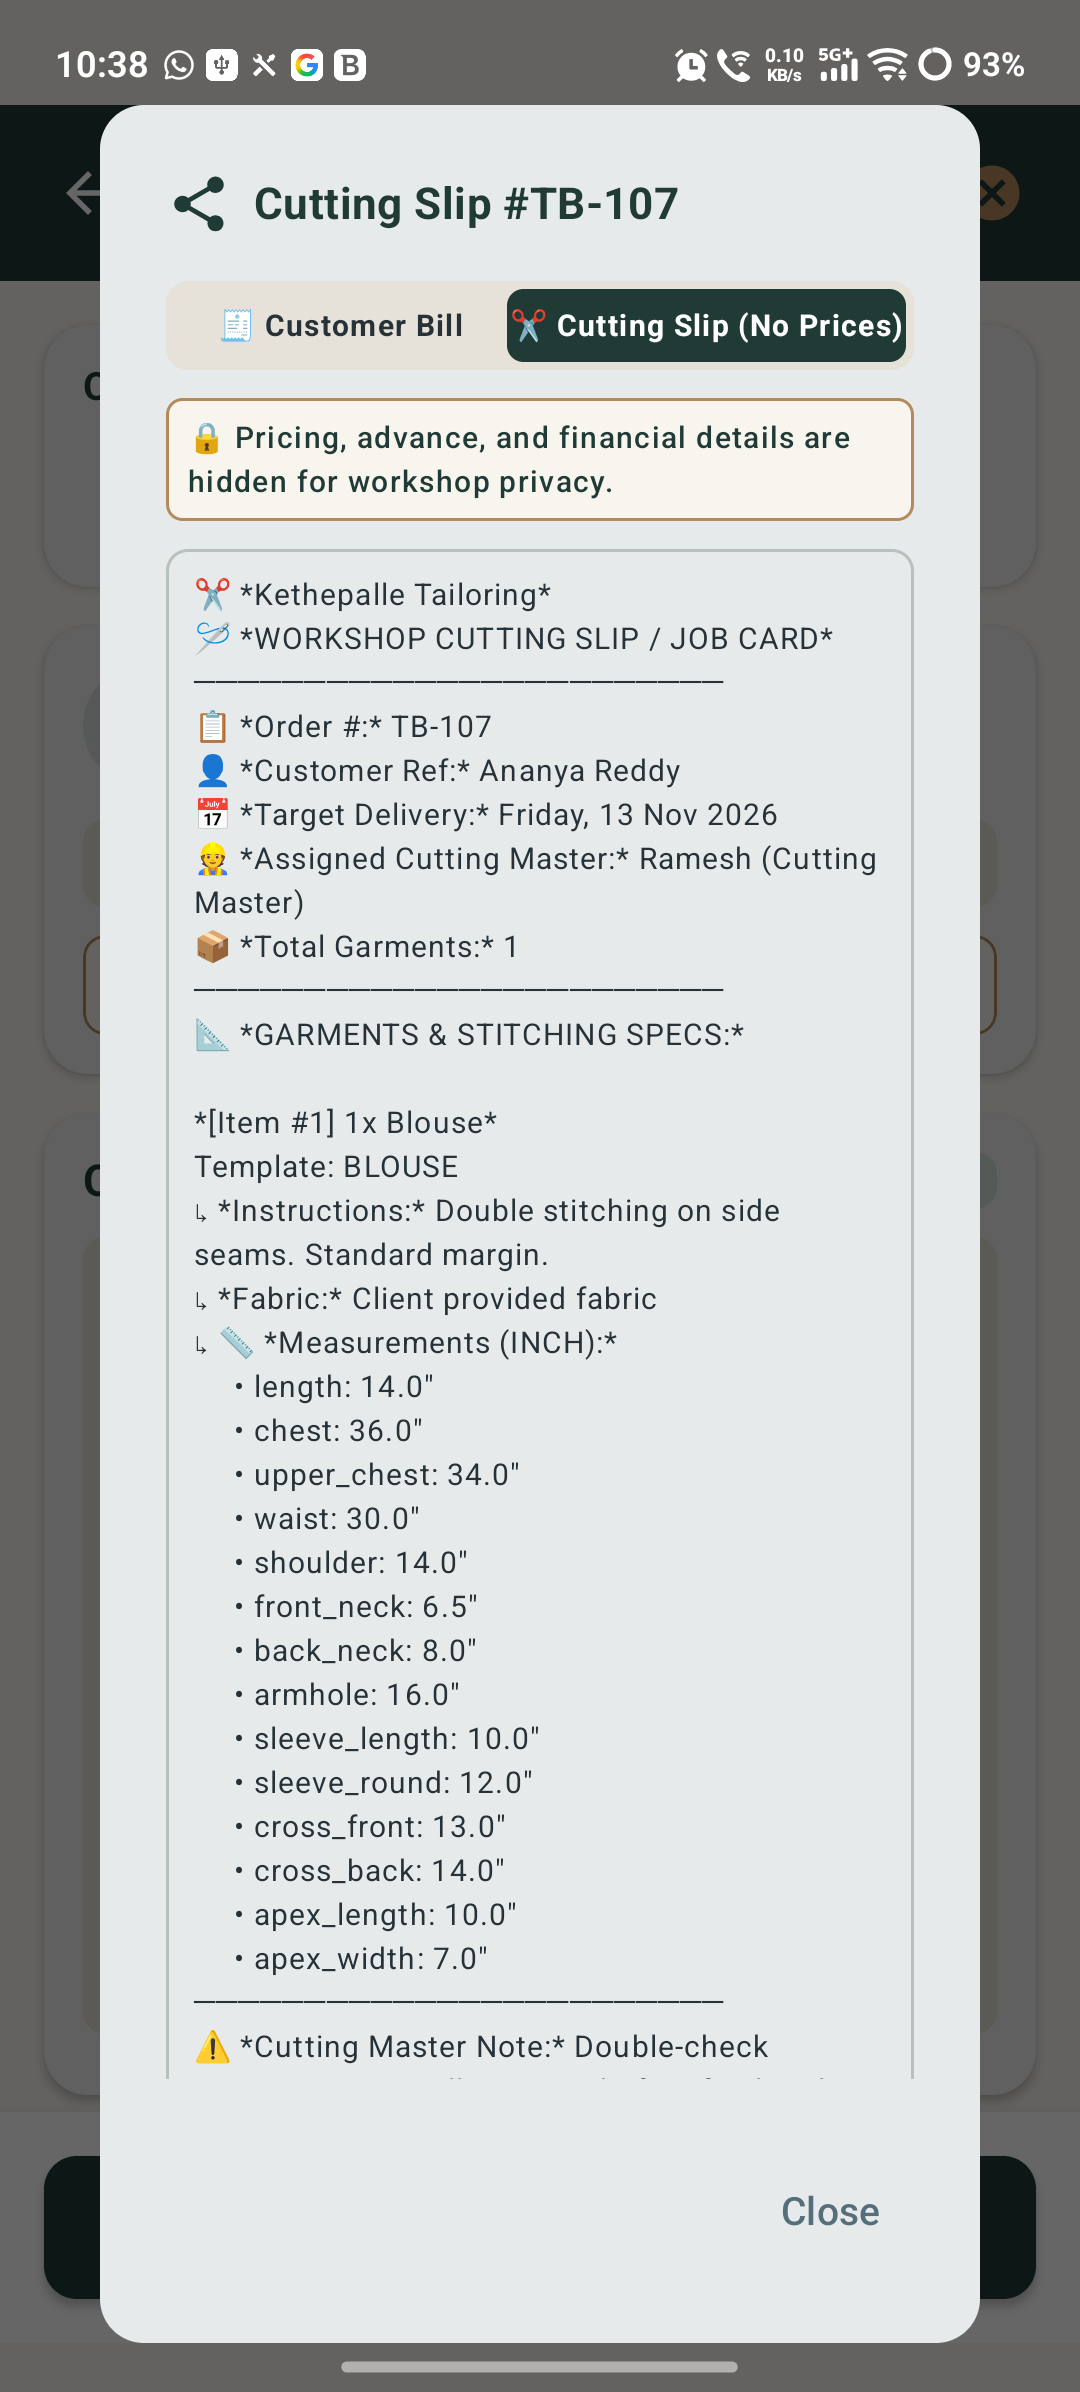 10:38
0.10 KB/s 5G+ 93%
Cutting Slip #TB-107
🧾 Customer Bill
✂️ Cutting Slip (No Prices)
🔒 Pricing, advance, and financial details are
hidden for workshop privacy.
✂️ *Kethepalle Tailoring*
🪡 *WORKSHOP CUTTING SLIP / JOB CARD*
────────────────────────
📋 *Order #:* TB-107
👤 *Customer Ref:* Ananya Reddy
📅 *Target Delivery:* Friday, 13 Nov 2026
👷 *Assigned Cutting Master:* Ramesh (Cutting
Master)
📦 *Total Garments:* 1
────────────────────────
📐 *GARMENTS & STITCHING SPECS:*
*[Item #1] 1x Blouse*
Template: BLOUSE
↳ *Instructions:* Double stitching on side
seams. Standard margin.
↳ *Fabric:* Client provided fabric
↳ 📏 *Measurements (INCH):*
• length: 14.0"
• chest: 36.0"
• upper_chest: 34.0"
• waist: 30.0"
• shoulder: 14.0"
• front_neck: 6.5"
• back_neck: 8.0"
• armhole: 16.0"
• sleeve_length: 10.0"
• sleeve_round: 12.0"
• cross_front: 13.0"
• cross_back: 14.0"
• apex_length: 10.0"
• apex_width: 7.0"
────────────────────────
⚠️ *Cutting Master Note:* Double-check
Close